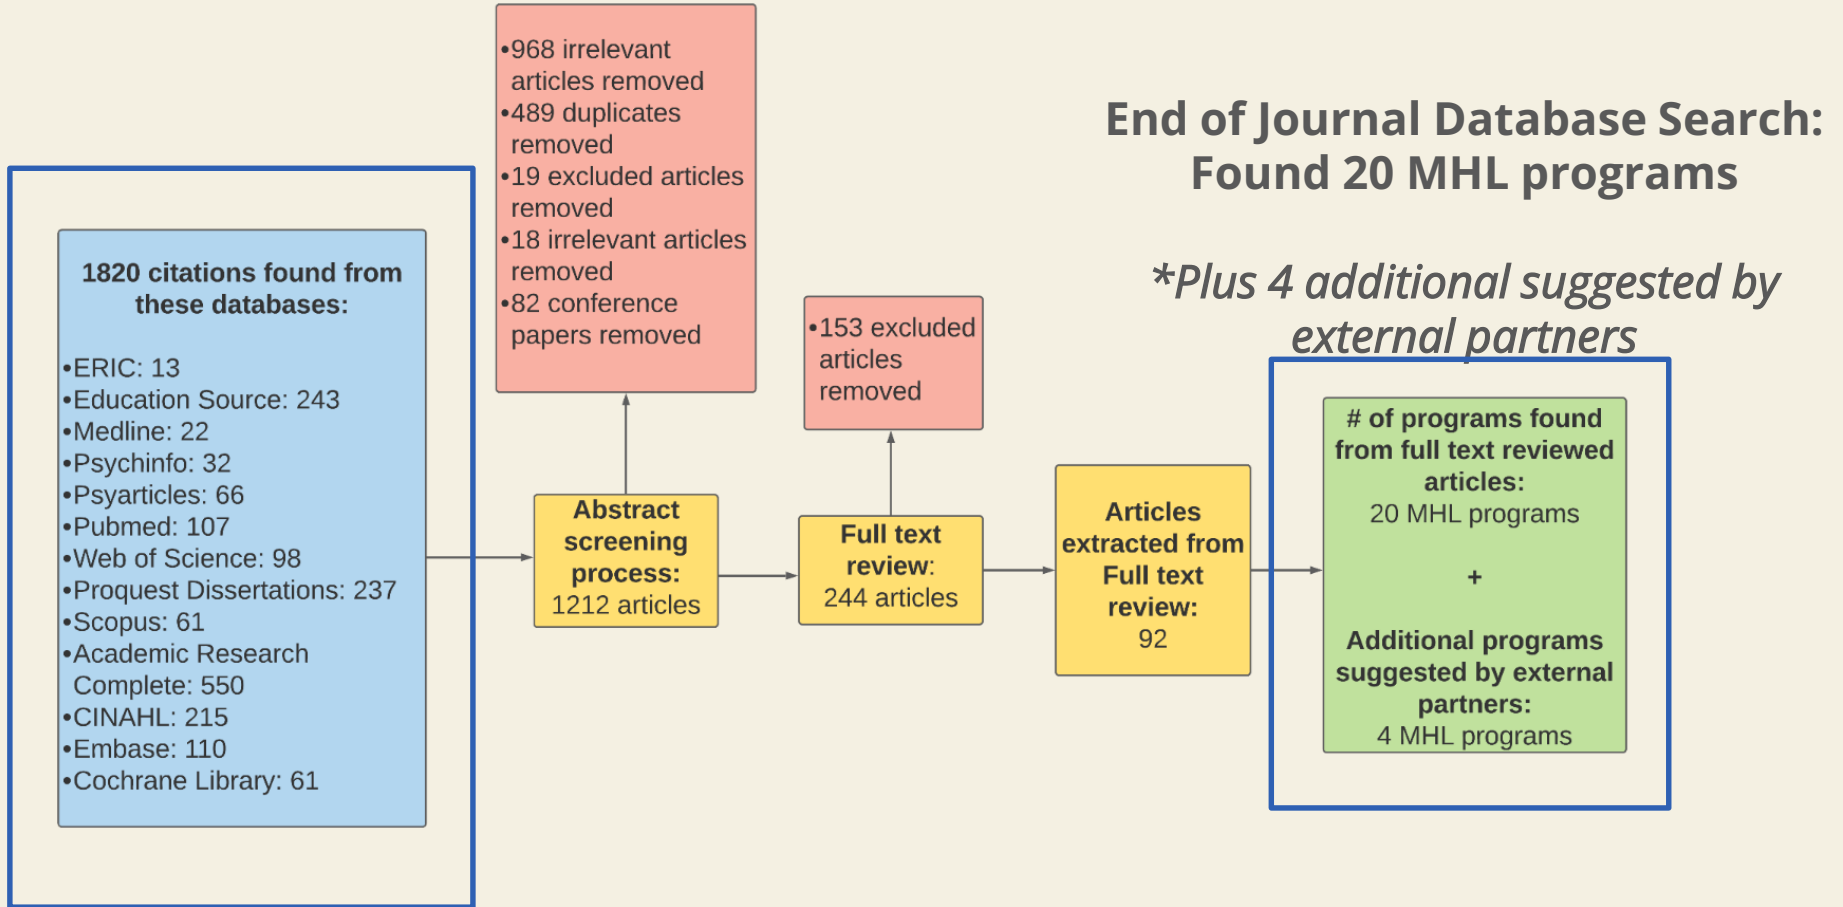 •968 irrelevant
articles removed
•489 duplicates
removed
•19 excluded articles
removed
•18 irrelevant articles
removed
•82 conference
papers removed
End of Journal Database Search:
Found 20 MHL programs
*Plus 4 additional suggested by
external partners
1820 citations found from
these databases:
•ERIC: 13
•Education Source: 243
•Medline: 22
•Psychinfo: 32
•Psyarticles: 66
•Pubmed: 107
•Web of Science: 98
•Proquest Dissertations: 237
•Scopus: 61
•Academic Research
Complete: 550
•CINAHL: 215
•Embase: 110
•Cochrane Library: 61
Abstract
screening
process:
1212 articles
•153 excluded
articles
removed
Full text
review:
244 articles
Articles
extracted from
Full text
review:
92
# of programs found
from full text reviewed
articles:
20 MHL programs
+
Additional programs
suggested by external
partners:
4 MHL programs